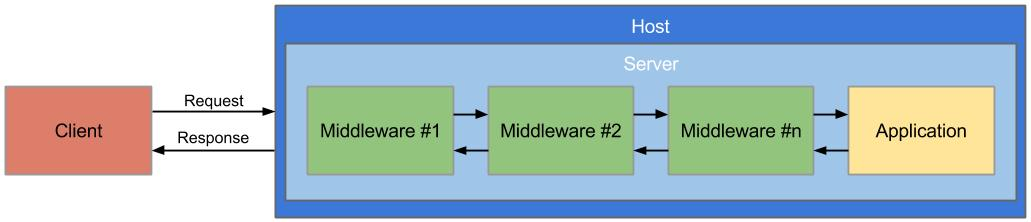 Host
Server
Client
Request
Response
Middleware #1
Middleware #2
Middleware #n
Application